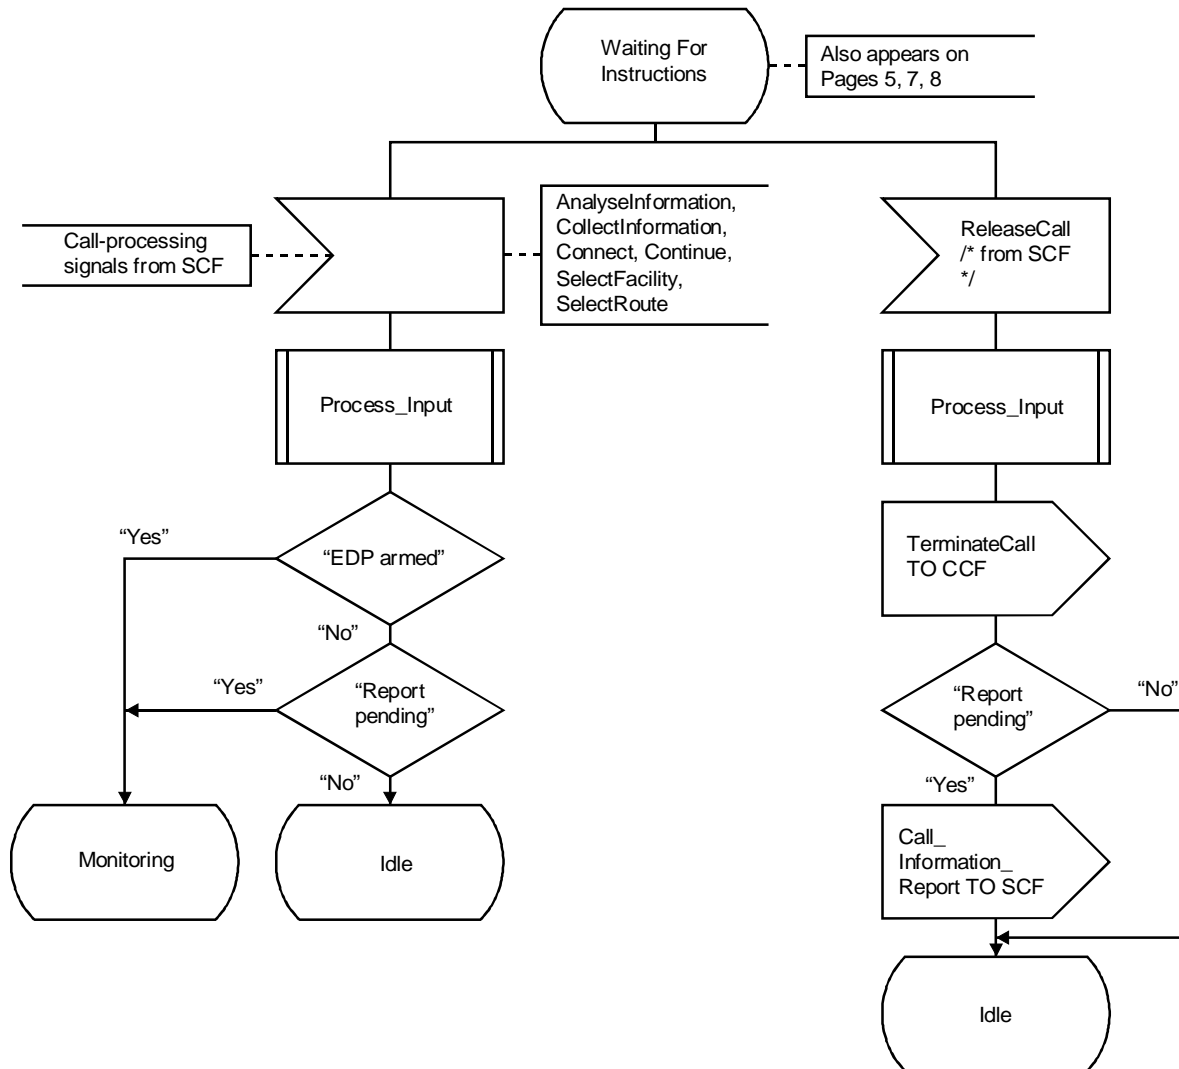 Waiting For
Instructions
Also appears on
Pages 5, 7, 8
Call-processing
signals from SCF
AnalyseInformation,
CollectInformation,
Connect, Continue,
SelectFacility,
SelectRoute
ReleaseCall
/* from SCF
*/
Process_Input
Process_Input
“Yes”
“EDP armed”
TerminateCall
TO CCF
“No”
“Yes”
“Report
pending”
“Report
pending”
“No”
“No”
“Yes”
Monitoring
Idle
Call_
Information_
Report TO SCF
Idle